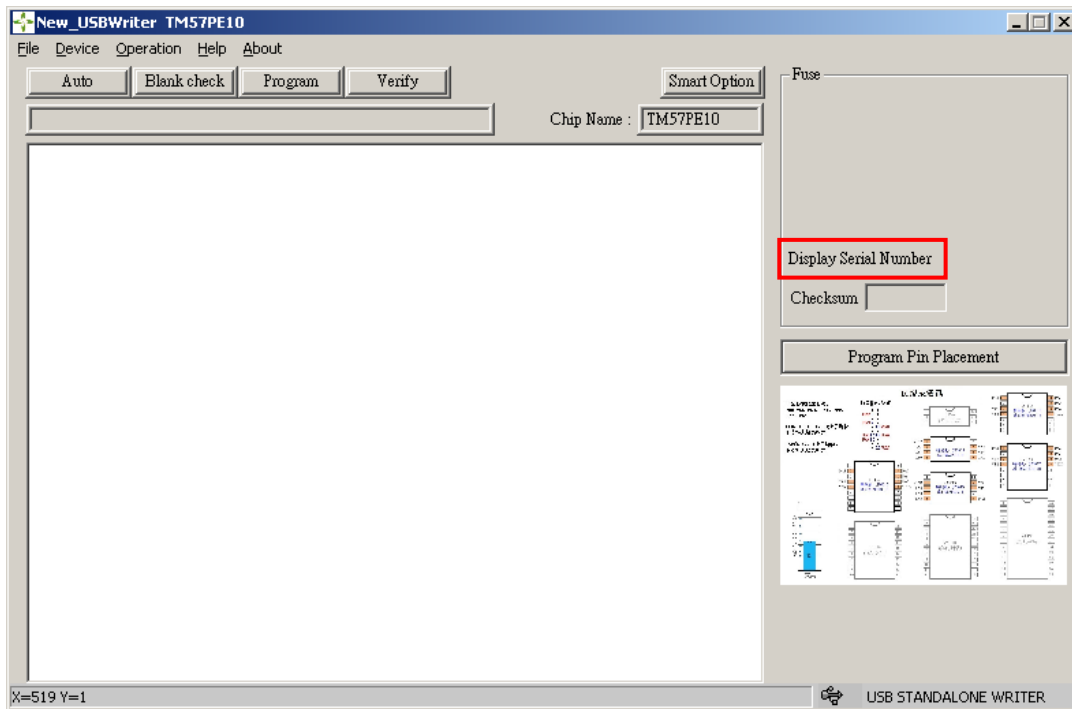 New_USBWriter TM57PE10
File Device Operation Help About
Auto Blank check Program Verify Smart Option
Chip Name : TM57PE10
Fuse
Display Serial Number
Checksum
Program Pin Placement
X=519 Y=1
USB STANDALONE WRITER